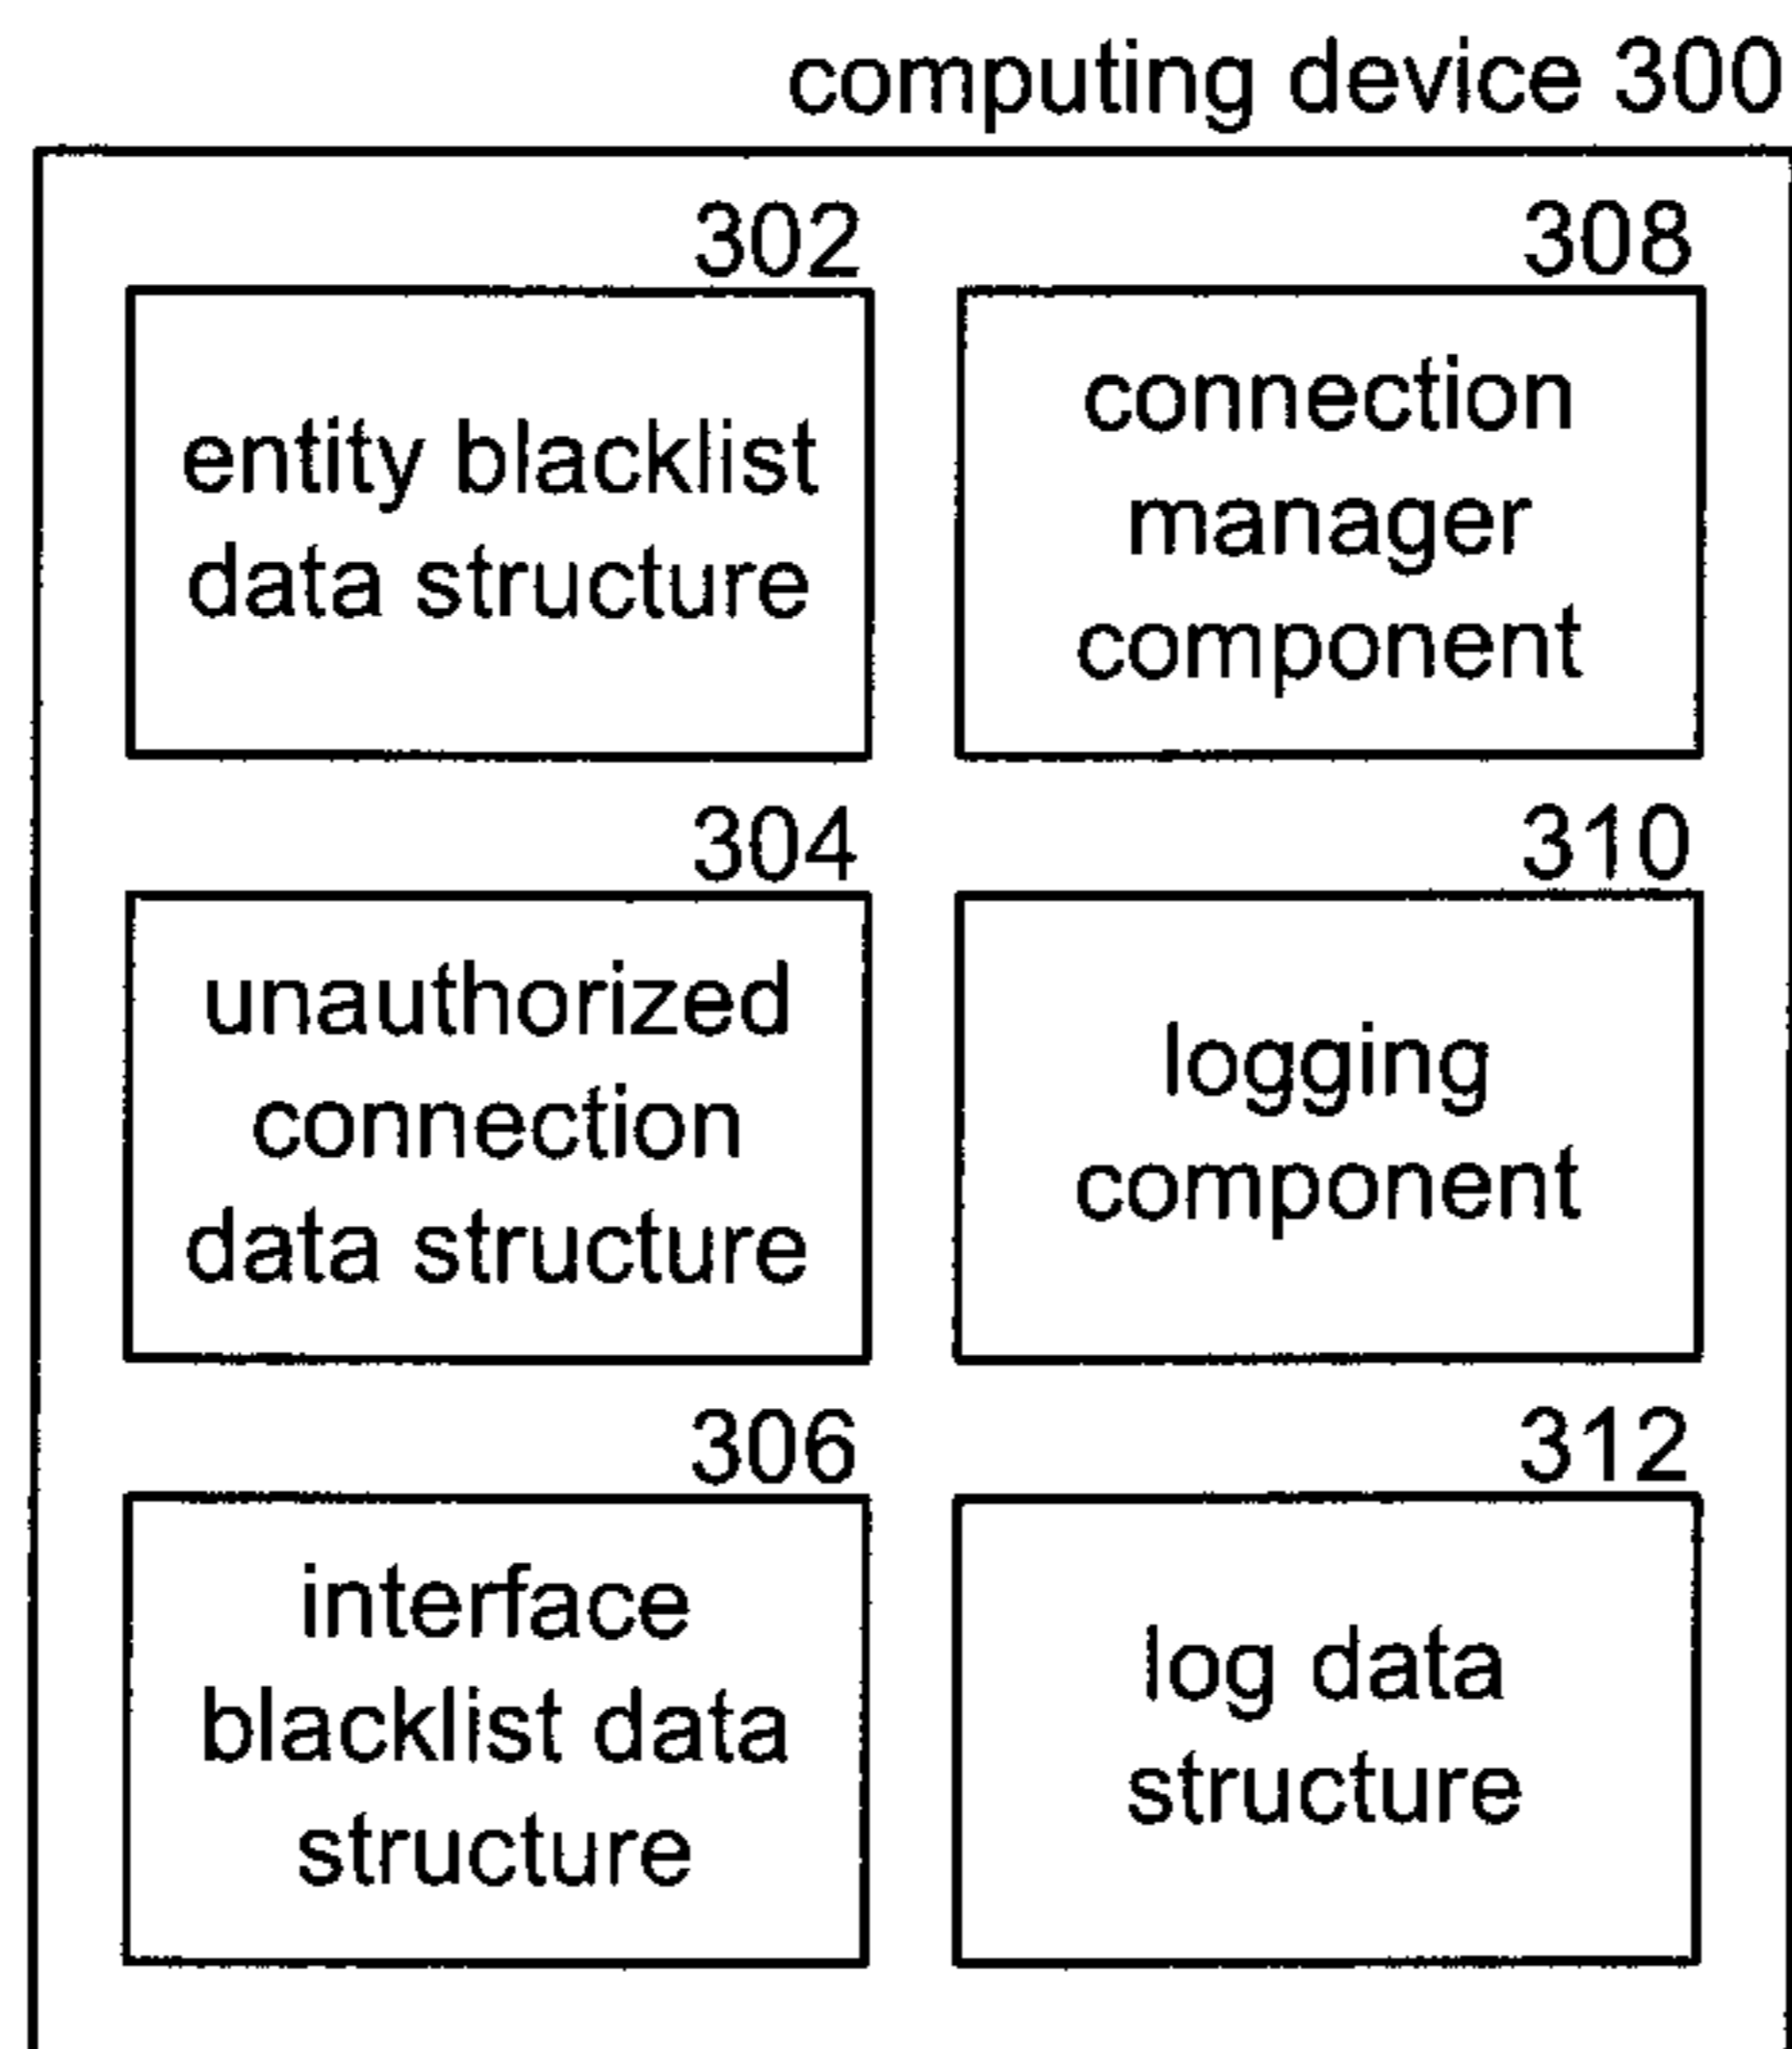 computing device 300
302
entity blacklist
data structure
308
connection
manager
component
304
unauthorized
connection
data structure
310
logging
component
306
interface
blacklist data
structure
312
log data
structure